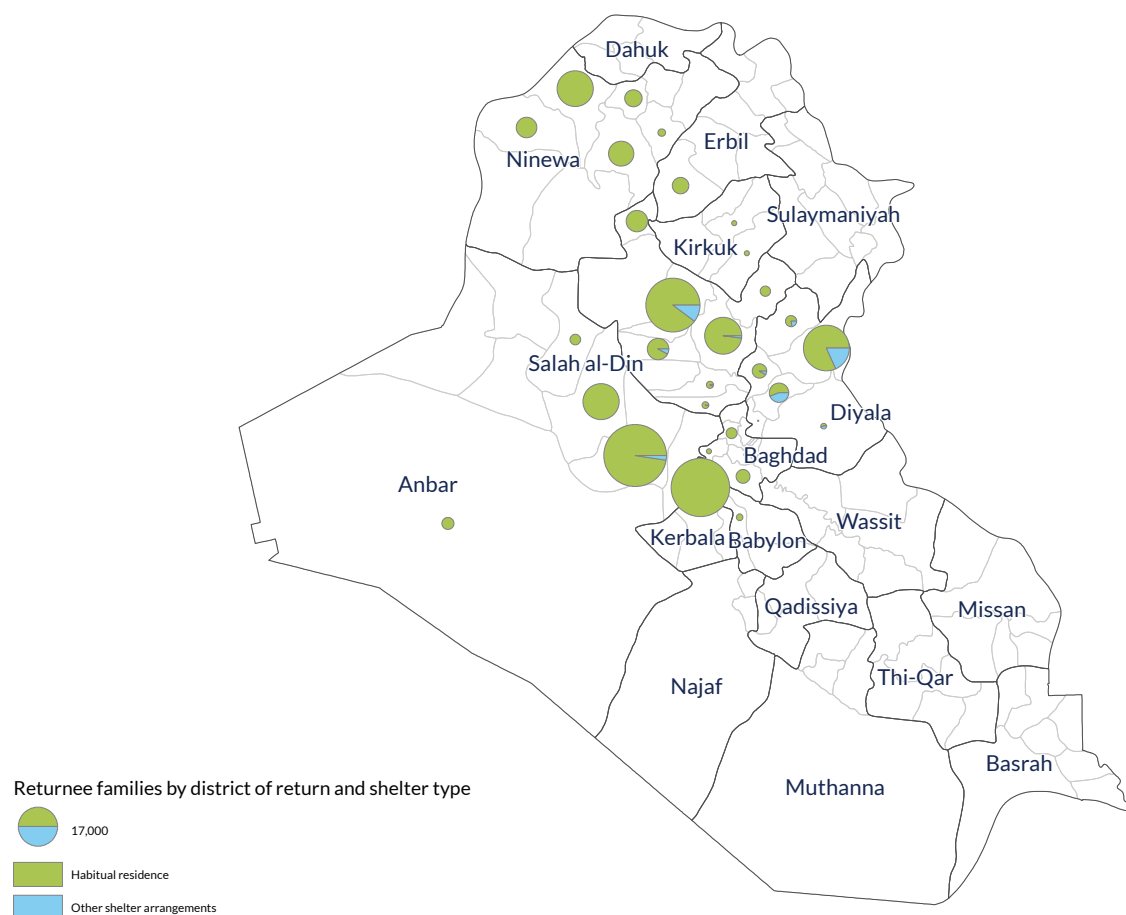 Dahuk
Erbil
Ninewa
Sulaymaniyah
Kirkuk
Salah al-Din
Diyala
Baghdad
Anbar
Wassit
Kerbala
Babylon
Qadissiya
Missan
Thi-Qar
Najaf
Basrah
Muthanna
Returnee families by district of return and shelter type
17,000
Habitual residence
Other shelter arrangements